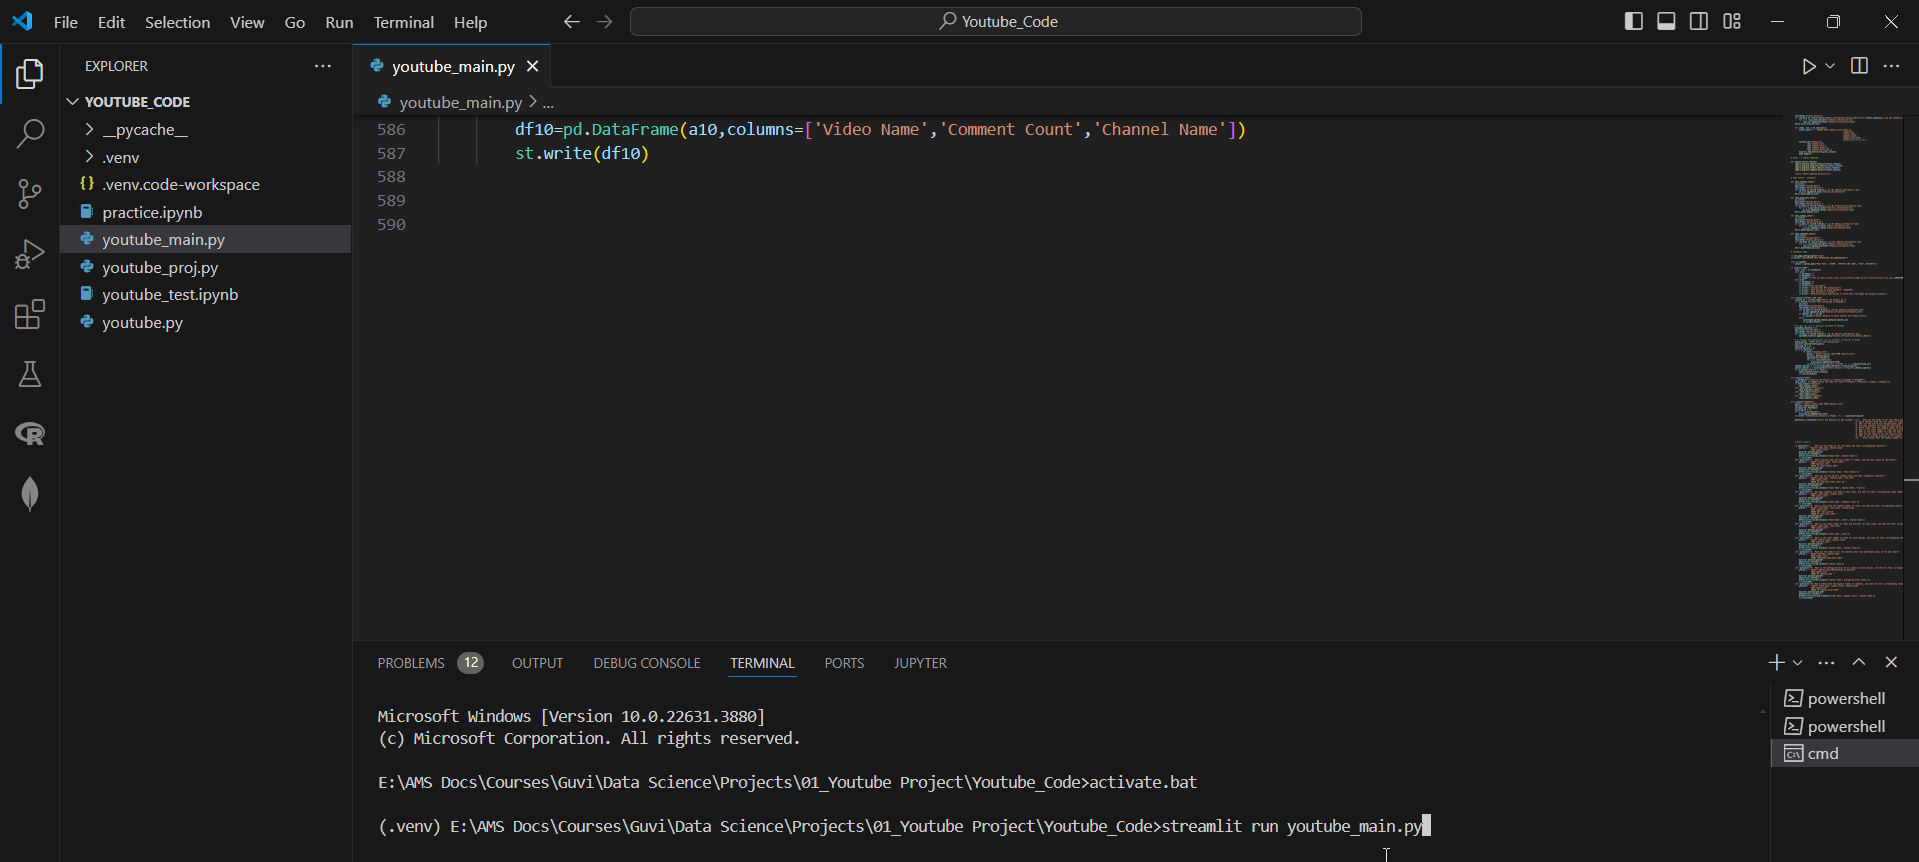 File Edit Selection View Go Run Terminal Help
Youtube_Code
EXPLORER
YOUTUBE_CODE
__pycache__
.venv
.venv.code-workspace
practice.ipynb
youtube_main.py
youtube_proj.py
youtube_test.ipynb
youtube.py
youtube_main.py
youtube_main.py > ...
586 df10=pd.DataFrame(a10,columns=['Video Name','Comment Count','Channel Name'])
587 st.write(df10)
588
589
590
PROBLEMS 12 OUTPUT DEBUG CONSOLE TERMINAL PORTS JUPYTER
Microsoft Windows [Version 10.0.22631.3880]
(c) Microsoft Corporation. All rights reserved.
E:\AMS Docs\Courses\Guvi\Data Science\Projects\01_Youtube Project\Youtube_Code>activate.bat
(.venv) E:\AMS Docs\Courses\Guvi\Data Science\Projects\01_Youtube Project\Youtube_Code>streamlit run youtube_main.py
powershell
powershell
cmd